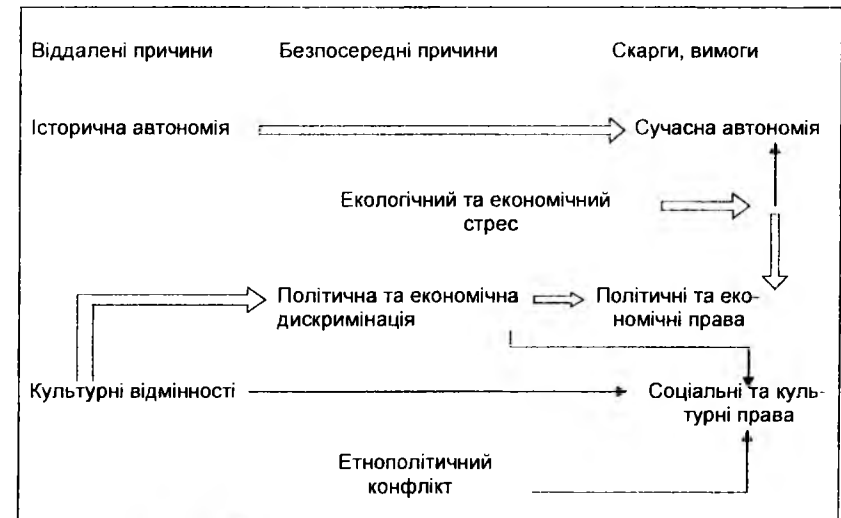 Віддалені причини Безпосередні причини Скарги, вимоги
Історична автономія Сучасна автономія
Екологічний та економічний
стрес
Політична та економічна Політичні та еко-
дискримінація номічні права
Культурні відмінності Соціальні та куль-
турні права
Етнополітичний
конфлікт